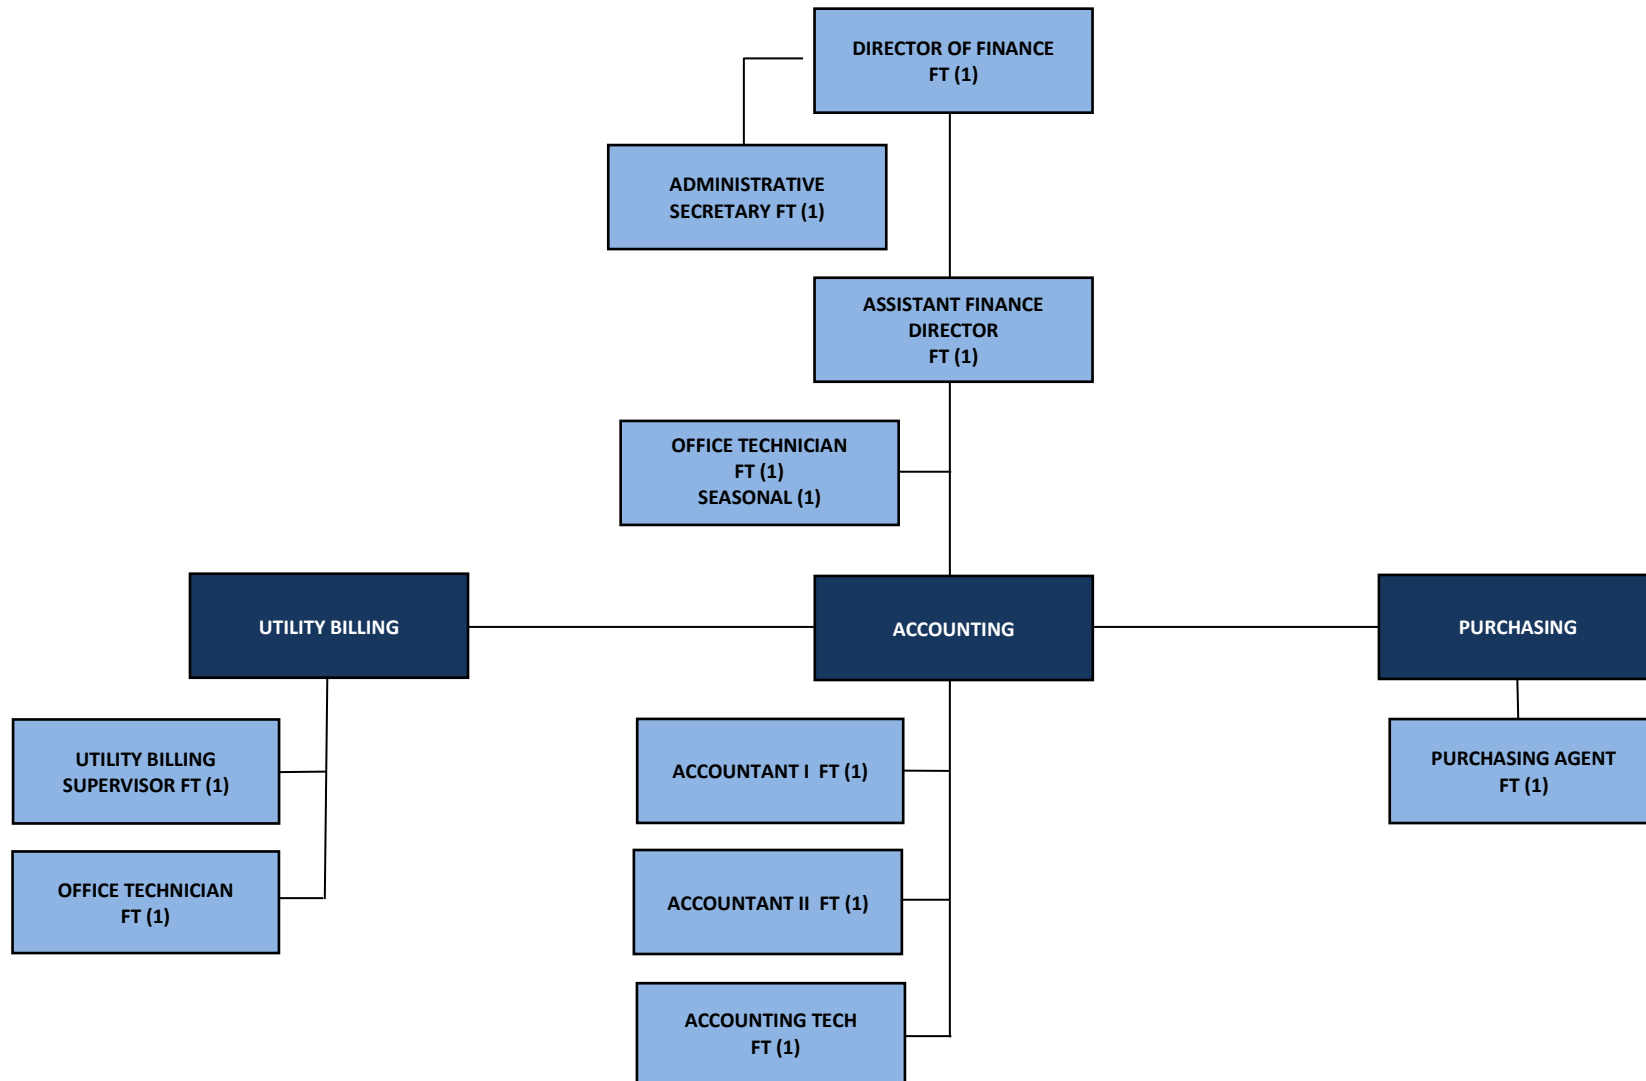 DIRECTOR OF FINANCE
FT (1)
ADMINISTRATIVE
SECRETARY FT (1)
ASSISTANT FINANCE
DIRECTOR
FT (1)
OFFICE TECHNICIAN
FT (1)
SEASONAL (1)
UTILITY BILLING
ACCOUNTING
PURCHASING
UTILITY BILLING
SUPERVISOR FT (1)
OFFICE TECHNICIAN
FT (1)
ACCOUNTANT I  FT (1)
ACCOUNTANT II  FT (1)
ACCOUNTING TECH
FT (1)
PURCHASING AGENT
FT (1)